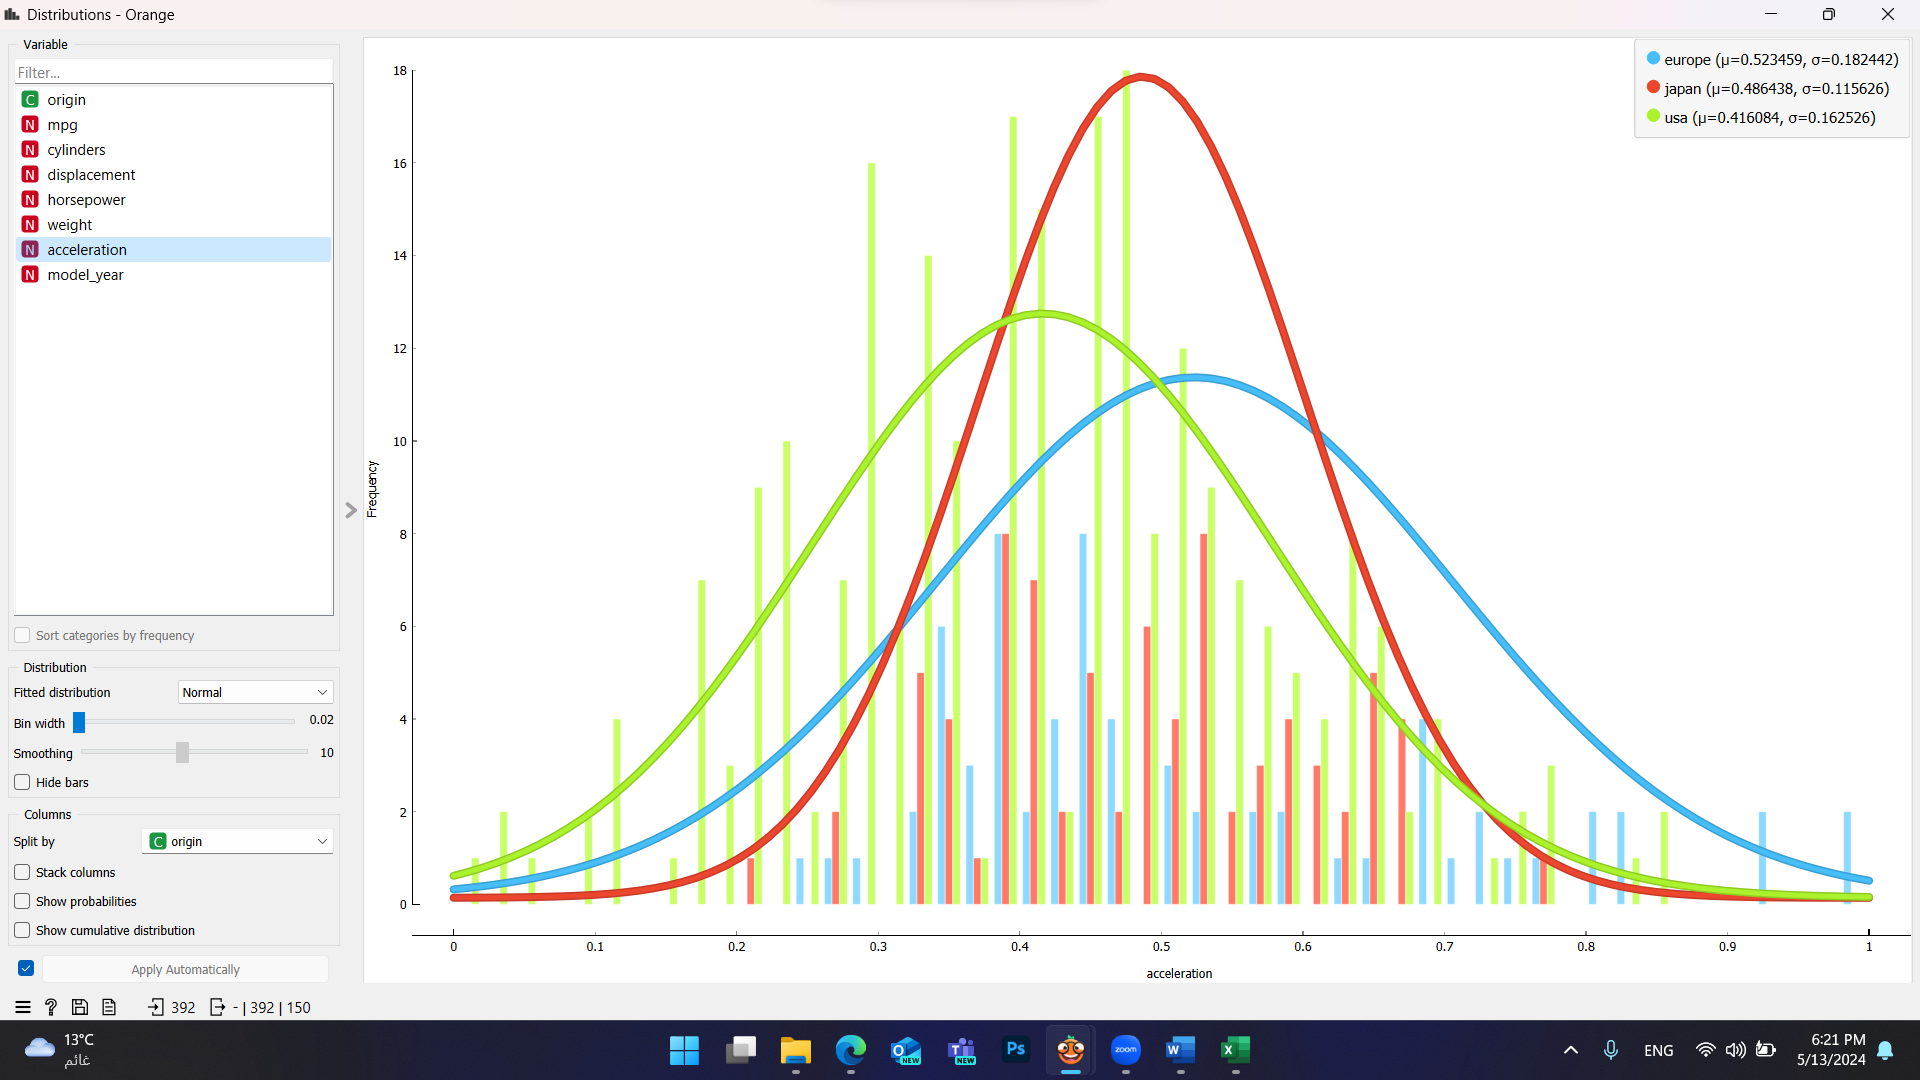 Distributions - Orange
Variable
Filter...
C origin
N mpg
N cylinders
N displacement
N horsepower
N weight
N acceleration
N model_year
Sort categories by frequency
Distribution
Fitted distribution Normal
Bin width 0.02
Smoothing 10
Hide bars
Columns
Split by C origin
Stack columns
Show probabilities
Show cumulative distribution
Apply Automatically
? 392 - | 392 | 150
europe (μ=0.523459, σ=0.182442)
japan (μ=0.486438, σ=0.115626)
usa (μ=0.416084, σ=0.162526)
18
16
14
12
10
8
6
4
2
0
Frequency
0 0.1 0.2 0.3 0.4 0.5 0.6 0.7 0.8 0.9 1
acceleration
13°C
غائم
O NEW
T NEW
Ps
zoom
W
X
ENG
6:21 PM
5/13/2024